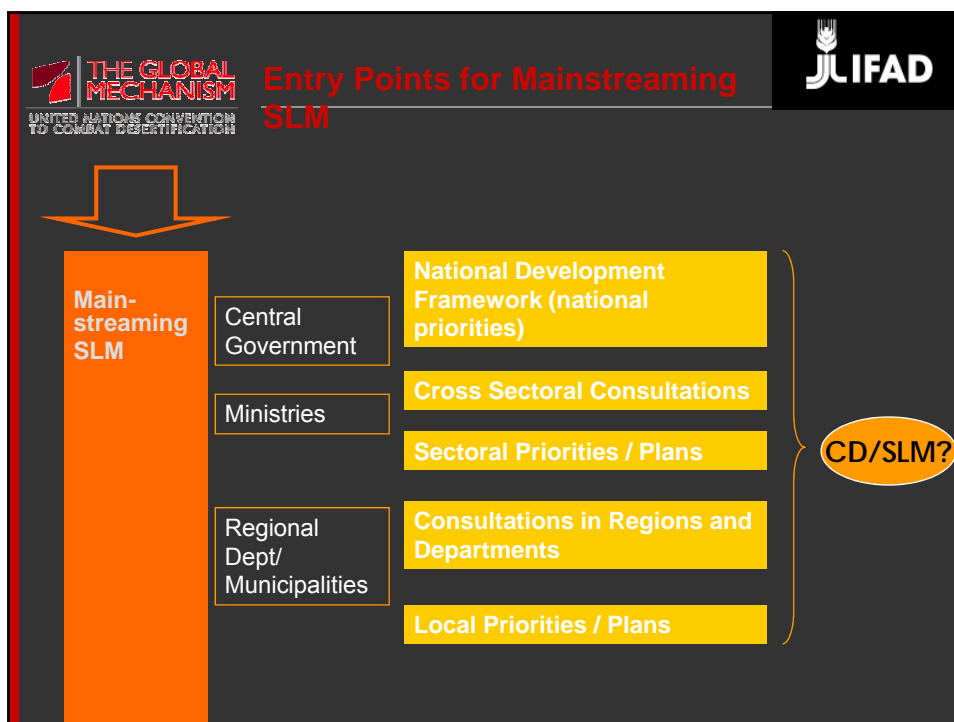 THE GLOBAL
MECHANISM
UNITED NATIONS CONVENTION
TO COMBAT DESERTIFICATION
Entry Points for Mainstreaming
SLM
JLIFAD
Main-
streaming
SLM
Central
Government
National Development
Framework (national
priorities)
Ministries
Cross Sectoral Consultations
Sectoral Priorities / Plans
Regional
Dept/
Municipalities
Consultations in Regions and
Departments
Local Priorities / Plans
CD/SLM?